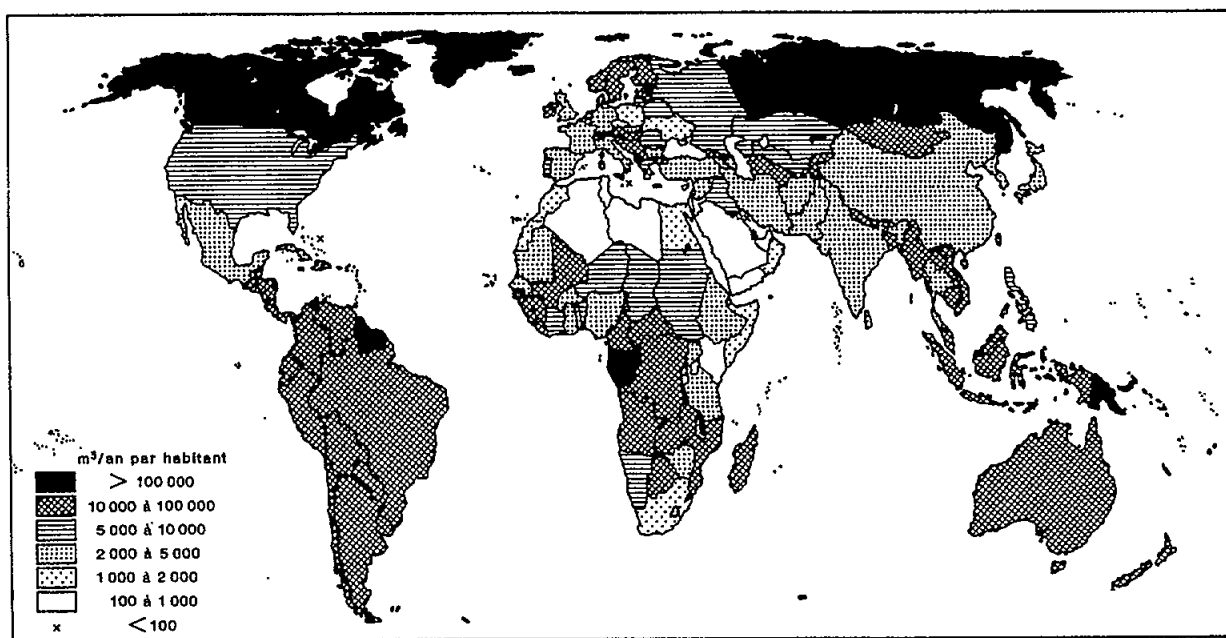 m³/an par habitant
> 100 000
10 000 à 100 000
5 000 à 10 000
2 000 à 5 000
1 000 à 2 000
100 à 1 000
x <100